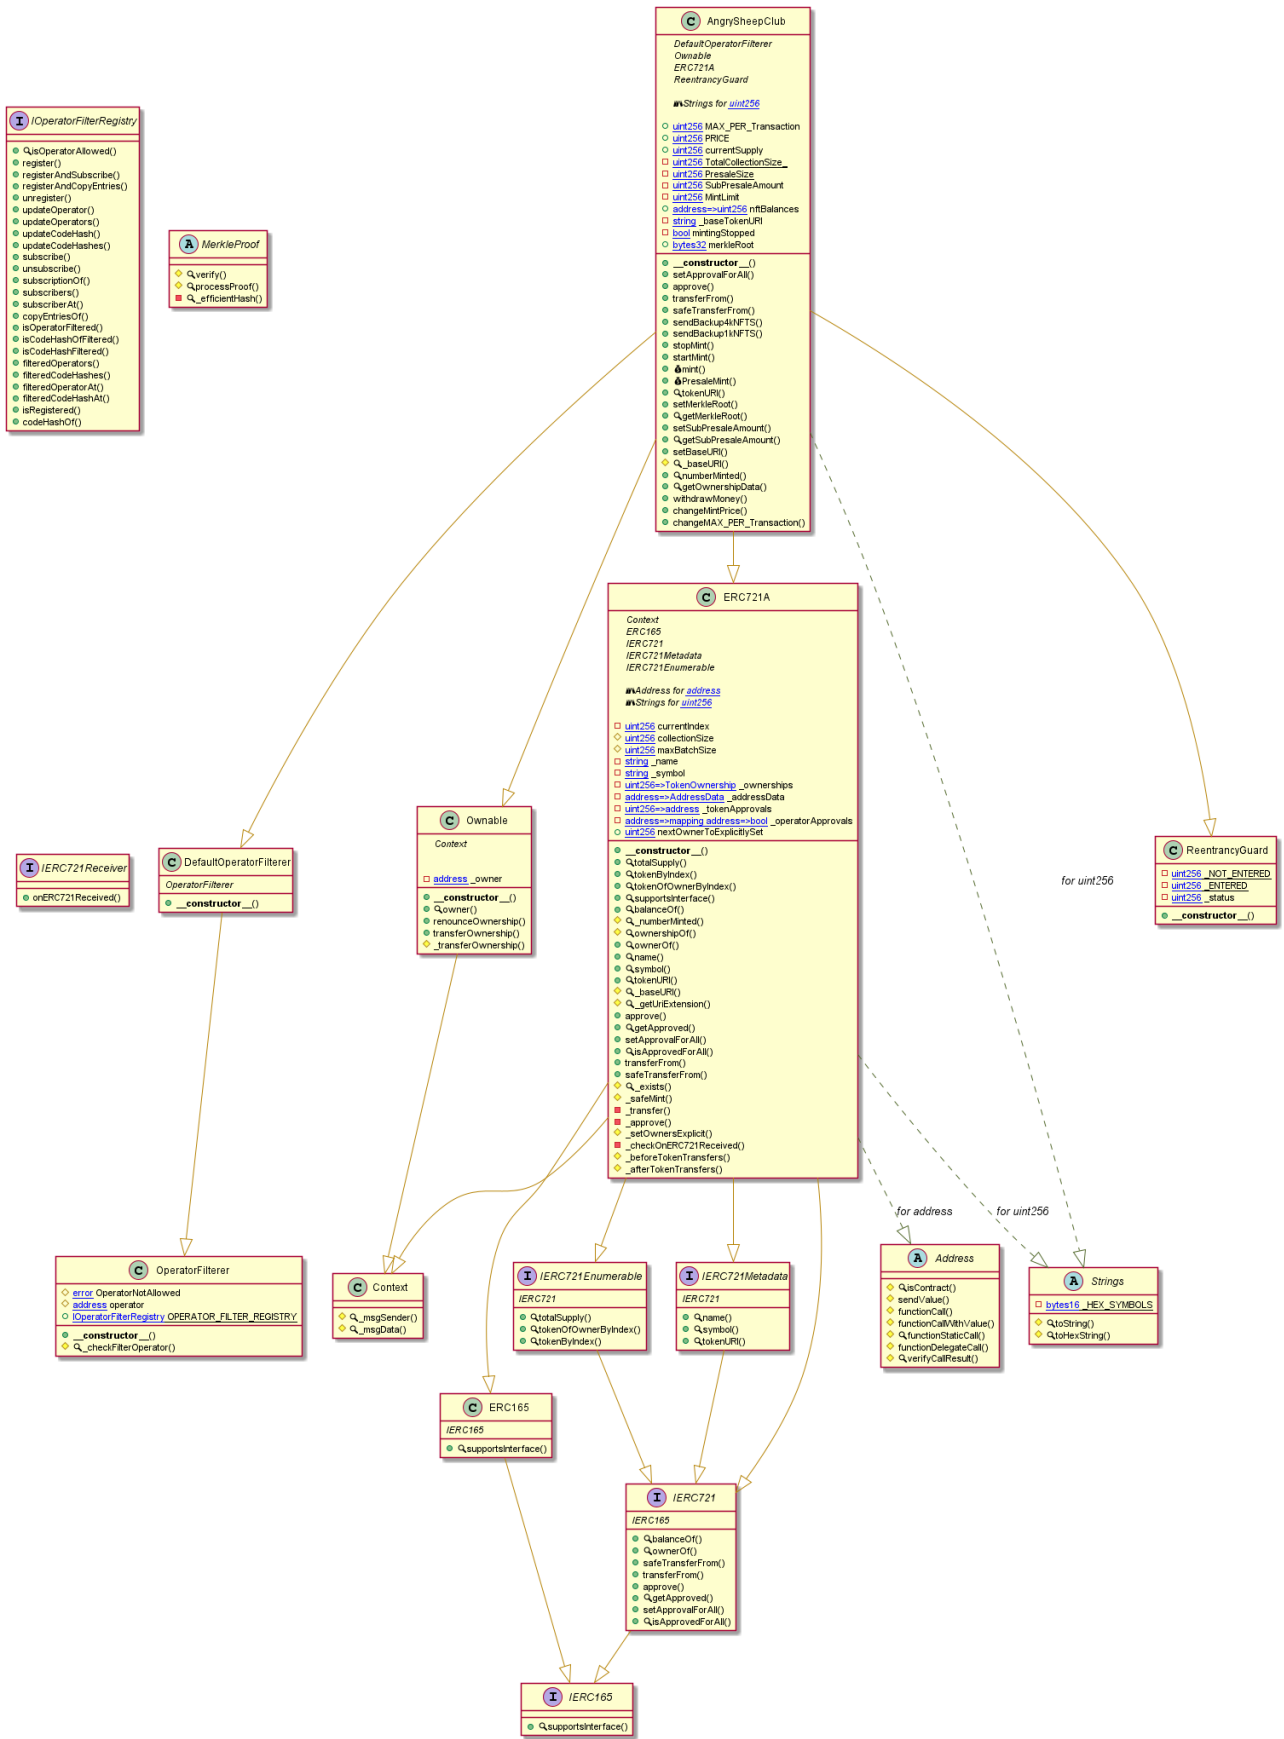 C AngrySheepClub
DefaultOperatorFilterer
Ownable
ERC721A
ReentrancyGuard
Strings for uint256
uint256 MAX_PER_Transaction
uint256 PRICE
uint256 currentSupply
uint256 TotalCollectionSize_
uint256 PresaleSize
uint256 SubPresaleAmount
uint256 MintLimit
address=>uint256 nftBalances
string _baseTokenURI
bool mintingStopped
bytes32 merkleRoot
__constructor__()
setApprovalForAll()
approve()
transferFrom()
safeTransferFrom()
sendBackup4kNFTS()
sendBackup1kNFTS()
stopMint()
startMint()
mint()
PresaleMint()
tokenURI()
setMerkleRoot()
getMerkleRoot()
setSubPresaleAmount()
getSubPresaleAmount()
setBaseURI()
_baseURI()
numberMinted()
getOwnershipData()
withdrawMoney()
changeMintPrice()
changeMAX_PER_Transaction()
I IOperatorFilterRegistry
isOperatorAllowed()
register()
registerAndSubscribe()
registerAndCopyEntries()
unregister()
updateOperator()
updateOperators()
updateCodeHash()
updateCodeHashes()
subscribe()
unsubscribe()
subscriptionOf()
subscribers()
subscriberAt()
copyEntriesOf()
isOperatorFiltered()
isCodeHashOfFiltered()
isCodeHashFiltered()
filteredOperators()
filteredCodeHashes()
filteredOperatorAt()
filteredCodeHashAt()
isRegistered()
codeHashOf()
A MerkleProof
verify()
processProof()
_efficientHash()
C ERC721A
Context
ERC165
IERC721
IERC721Metadata
IERC721Enumerable
Address for address
Strings for uint256
uint256 currentIndex
uint256 collectionSize
uint256 maxBatchSize
string _name
string _symbol
uint256=>TokenOwnership _ownerships
address=>AddressData _addressData
uint256=>address _tokenApprovals
address=>mapping address=>bool _operatorApprovals
uint256 nextOwnerToExplicitlySet
__constructor__()
totalSupply()
tokenByIndex()
tokenOfOwnerByIndex()
supportsInterface()
balanceOf()
_numberMinted()
ownershipOf()
ownerOf()
name()
symbol()
tokenURI()
_baseURI()
_getUriExtension()
approve()
getApproved()
setApprovalForAll()
isApprovedForAll()
transferFrom()
safeTransferFrom()
_exists()
_safeMint()
_transfer()
_approve()
_setOwnersExplicit()
_checkOnERC721Received()
_beforeTokenTransfers()
_afterTokenTransfers()
I IERC721Receiver
onERC721Received()
C DefaultOperatorFilterer
OperatorFilterer
__constructor__()
C Ownable
Context
address _owner
__constructor__()
owner()
renounceOwnership()
transferOwnership()
_transferOwnership()
for uint256
C ReentrancyGuard
uint256 _NOT_ENTERED
uint256 _ENTERED
uint256 _status
__constructor__()
for address
for uint256
C OperatorFilterer
error OperatorNotAllowed
address operator
IOperatorFilterRegistry OPERATOR_FILTER_REGISTRY
__constructor__()
_checkFilterOperator()
C Context
_msgSender()
_msgData()
I IERC721Enumerable
IERC721
totalSupply()
tokenOfOwnerByIndex()
tokenByIndex()
I IERC721Metadata
IERC721
name()
symbol()
tokenURI()
A Address
isContract()
sendValue()
functionCall()
functionCallWithValue()
functionStaticCall()
functionDelegateCall()
verifyCallResult()
A Strings
bytes16 _HEX_SYMBOLS
toString()
toHexString()
C ERC165
IERC165
supportsInterface()
I IERC721
IERC165
balanceOf()
ownerOf()
safeTransferFrom()
transferFrom()
approve()
getApproved()
setApprovalForAll()
isApprovedForAll()
I IERC165
supportsInterface()